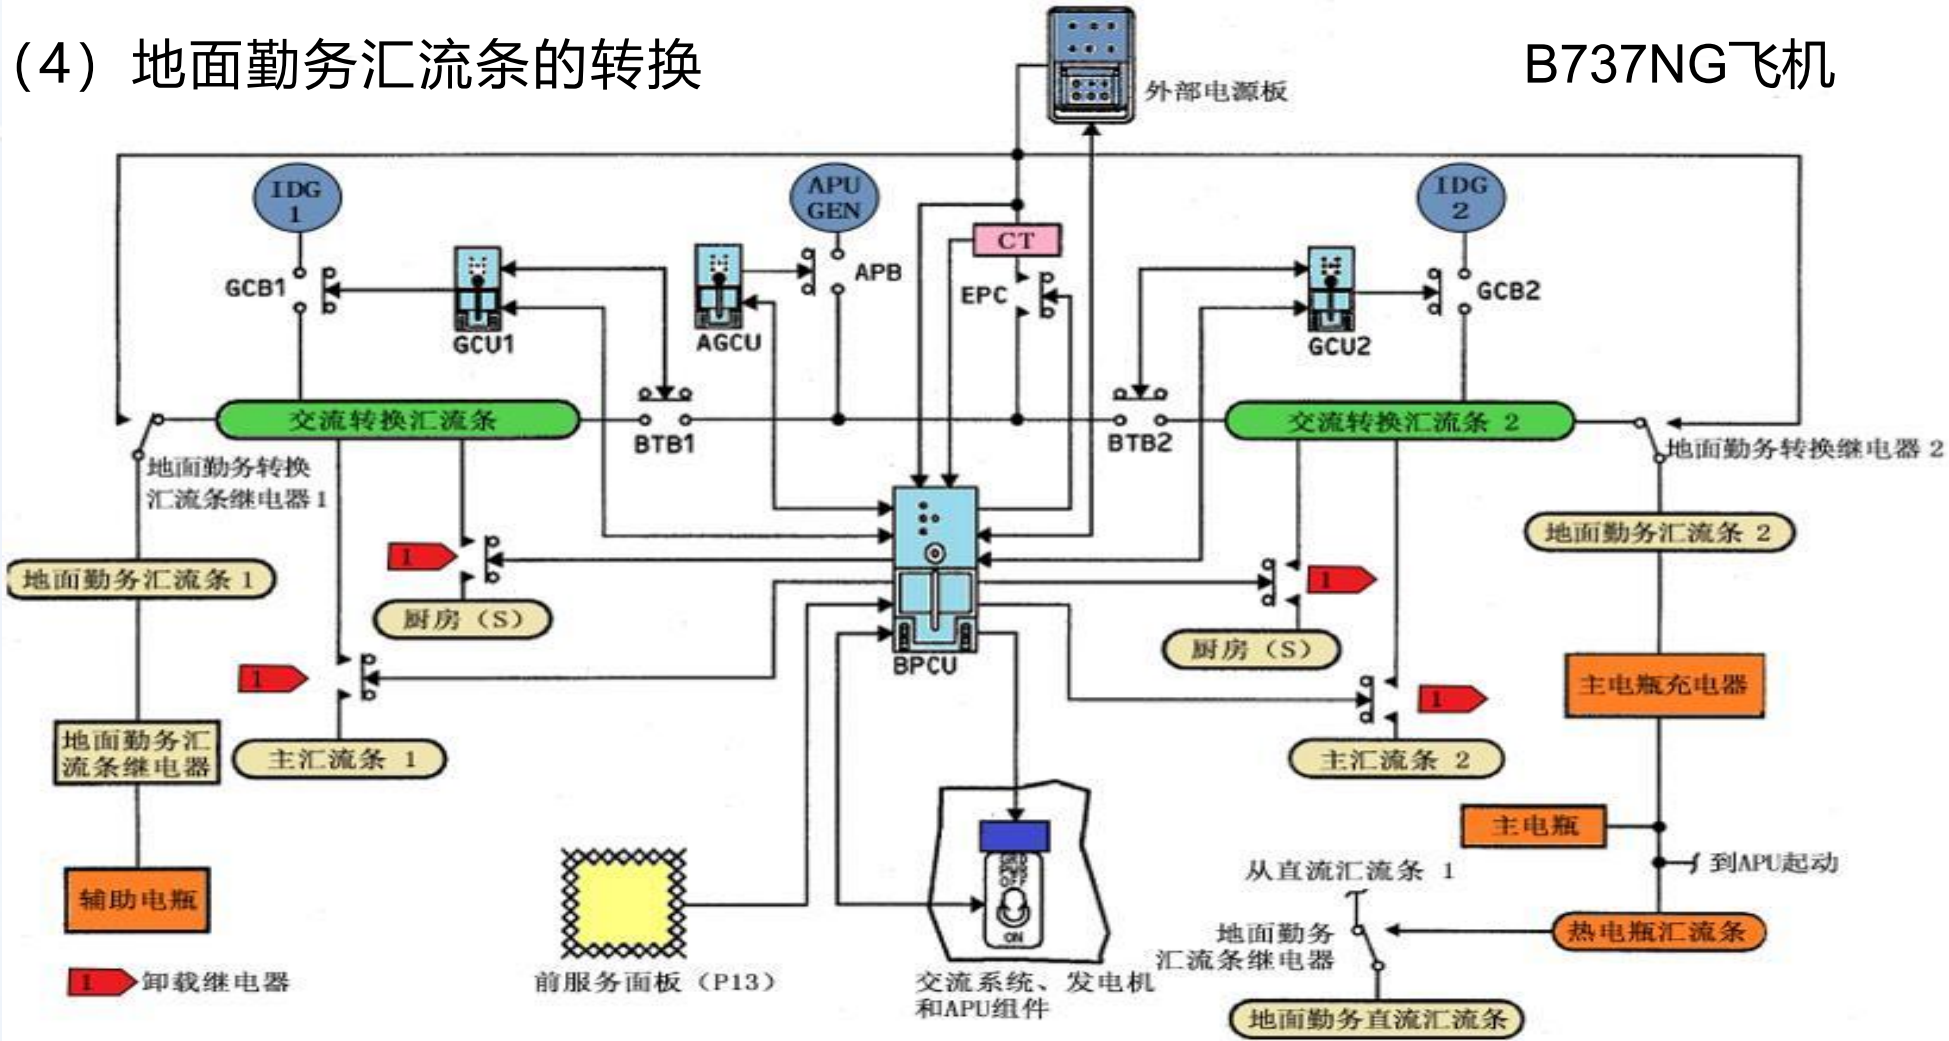 （4）地面勤务汇流条的转换
B737NG飞机
外部电源板
IDG
1
APU
GEN
IDG
2
CT
GCB1
APB
EPC
GCB2
GCU1
AGCU
GCU2
交流转换汇流条
BTB1
BTB2
交流转换汇流条 2
地面勤务转换
汇流条继电器1
地面勤务转换继电器2
地面勤务汇流条 2
地面勤务汇流条 1
1
厨房（S）
1
厨房（S）
BPCU
1
主汇流条 1
1
主汇流条 2
主电瓶充电器
地面勤务汇
流条继电器
主电瓶
到APU起动
辅助电瓶
从直流汇流条 1
热电瓶汇流条
地面勤务
汇流条继电器
地面勤务直流汇流条
GRD
PWR
OFF
ON
1
卸载继电器
前服务面板（P13）
交流系统、发电机
和APU组件